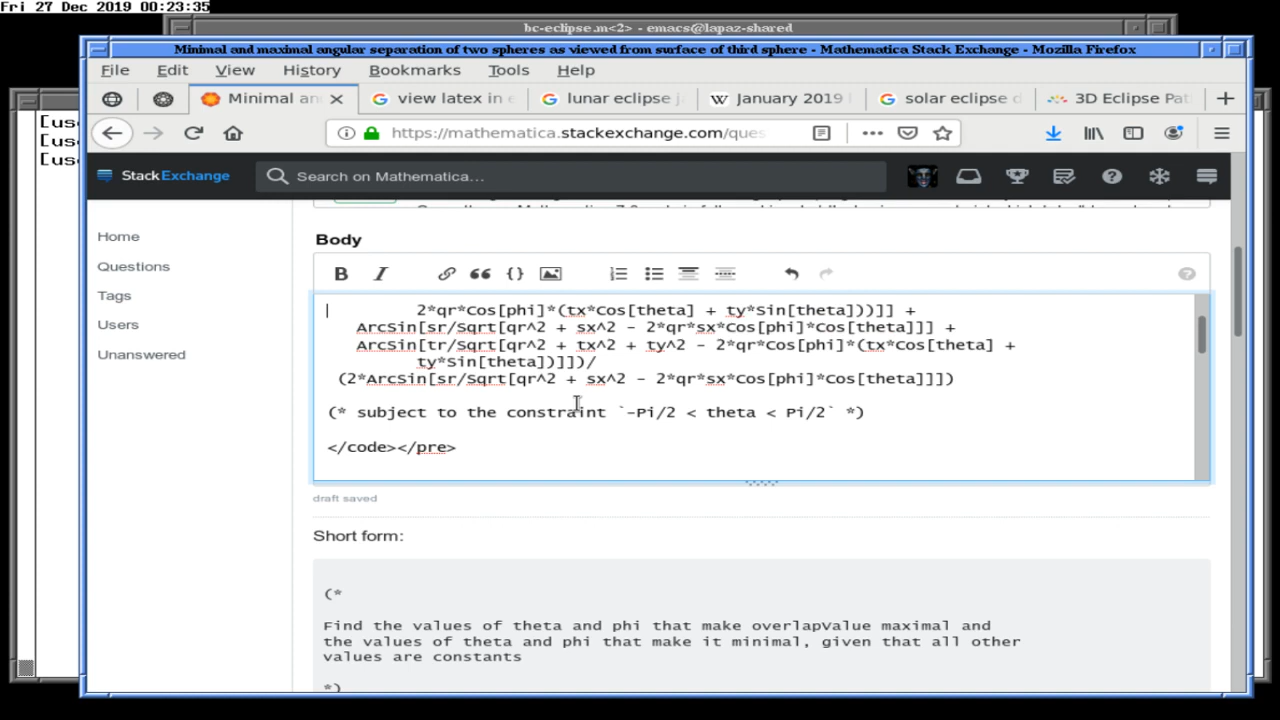 Fri 27 Dec 2019 00:23:35
bc-eclipse.m<2> - emacs@lapaz-shared
Minimal and maximal angular separation of two spheres as viewed from surface of third sphere - Mathematica Stack Exchange - Mozilla Firefox
File Edit View History Bookmarks Tools Help
Minimal an view latex in lunar eclipse January 2019 solar eclipse 3D Eclipse Pat
[use
[use
[use
https://mathematica.stackexchange.com/ques
StackExchange Search on Mathematica...
Home
Questions
Tags
Users
Unanswered
Body
B I
2*qr*Cos[phi]*(tx*Cos[theta] + ty*Sin[theta]))]] +
ArcSin[sr/Sqrt[qr^2 + sx^2 - 2*qr*sx*Cos[phi]*Cos[theta]]] +
ArcSin[tr/Sqrt[qr^2 + tx^2 + ty^2 - 2*qr*Cos[phi]*(tx*Cos[theta] +
ty*Sin[theta])]])/
(2*ArcSin[sr/Sqrt[qr^2 + sx^2 - 2*qr*sx*Cos[phi]*Cos[theta]]])
(* subject to the constraint `-Pi/2 < theta < Pi/2` *)
</code></pre>
draft saved
Short form:
(*
Find the values of theta and phi that make overlapValue maximal and
the values of theta and phi that make it minimal, given that all other
values are constants
*)